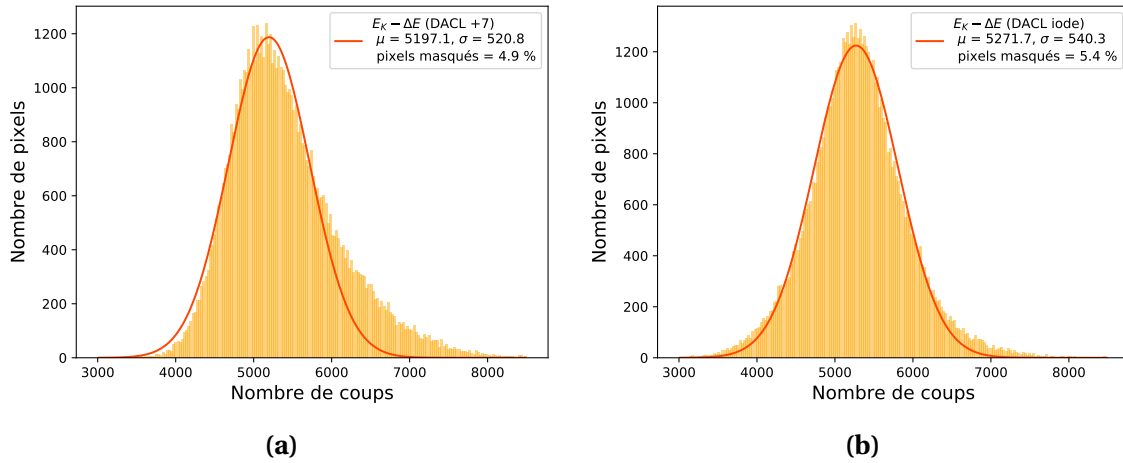 E_K − ΔE (DACL +7)
μ = 5197.1, σ = 520.8
pixels masqués = 4.9 %
1200
1000
800
600
400
200
0
Nombre de pixels
3000 4000 5000 6000 7000 8000
Nombre de coups
(a)
E_K − ΔE (DACL iode)
μ = 5271.7, σ = 540.3
pixels masqués = 5.4 %
1200
1000
800
600
400
200
0
Nombre de pixels
3000 4000 5000 6000 7000 8000
Nombre de coups
(b)